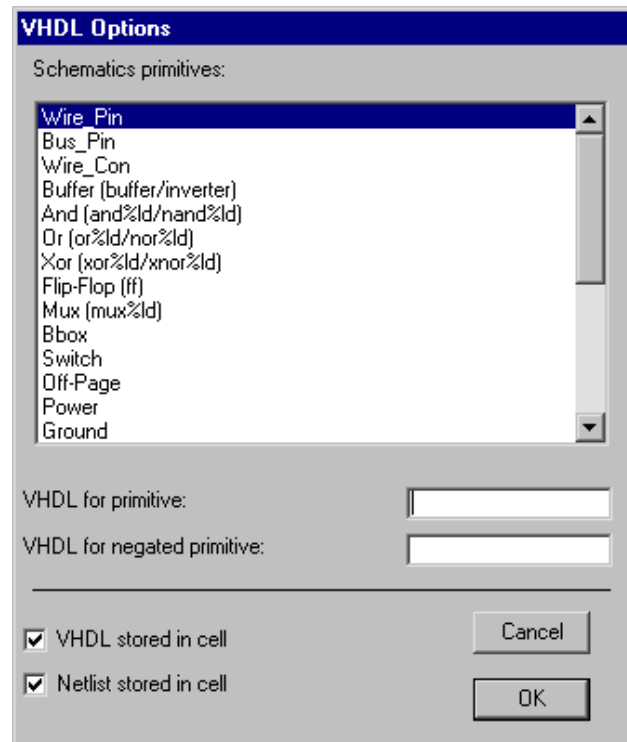 VHDL Options
Schematics primitives:
Wire_Pin
Bus_Pin
Wire_Con
Buffer (buffer/inverter)
And (and%ld/nand%ld)
Or (or%ld/nor%ld)
Xor (xor%ld/xnor%ld)
Flip-Flop (ff)
Mux (mux%ld)
Bbox
Switch
Off-Page
Power
Ground
VHDL for primitive:
VHDL for negated primitive:
VHDL stored in cell
Cancel
Netlist stored in cell
OK